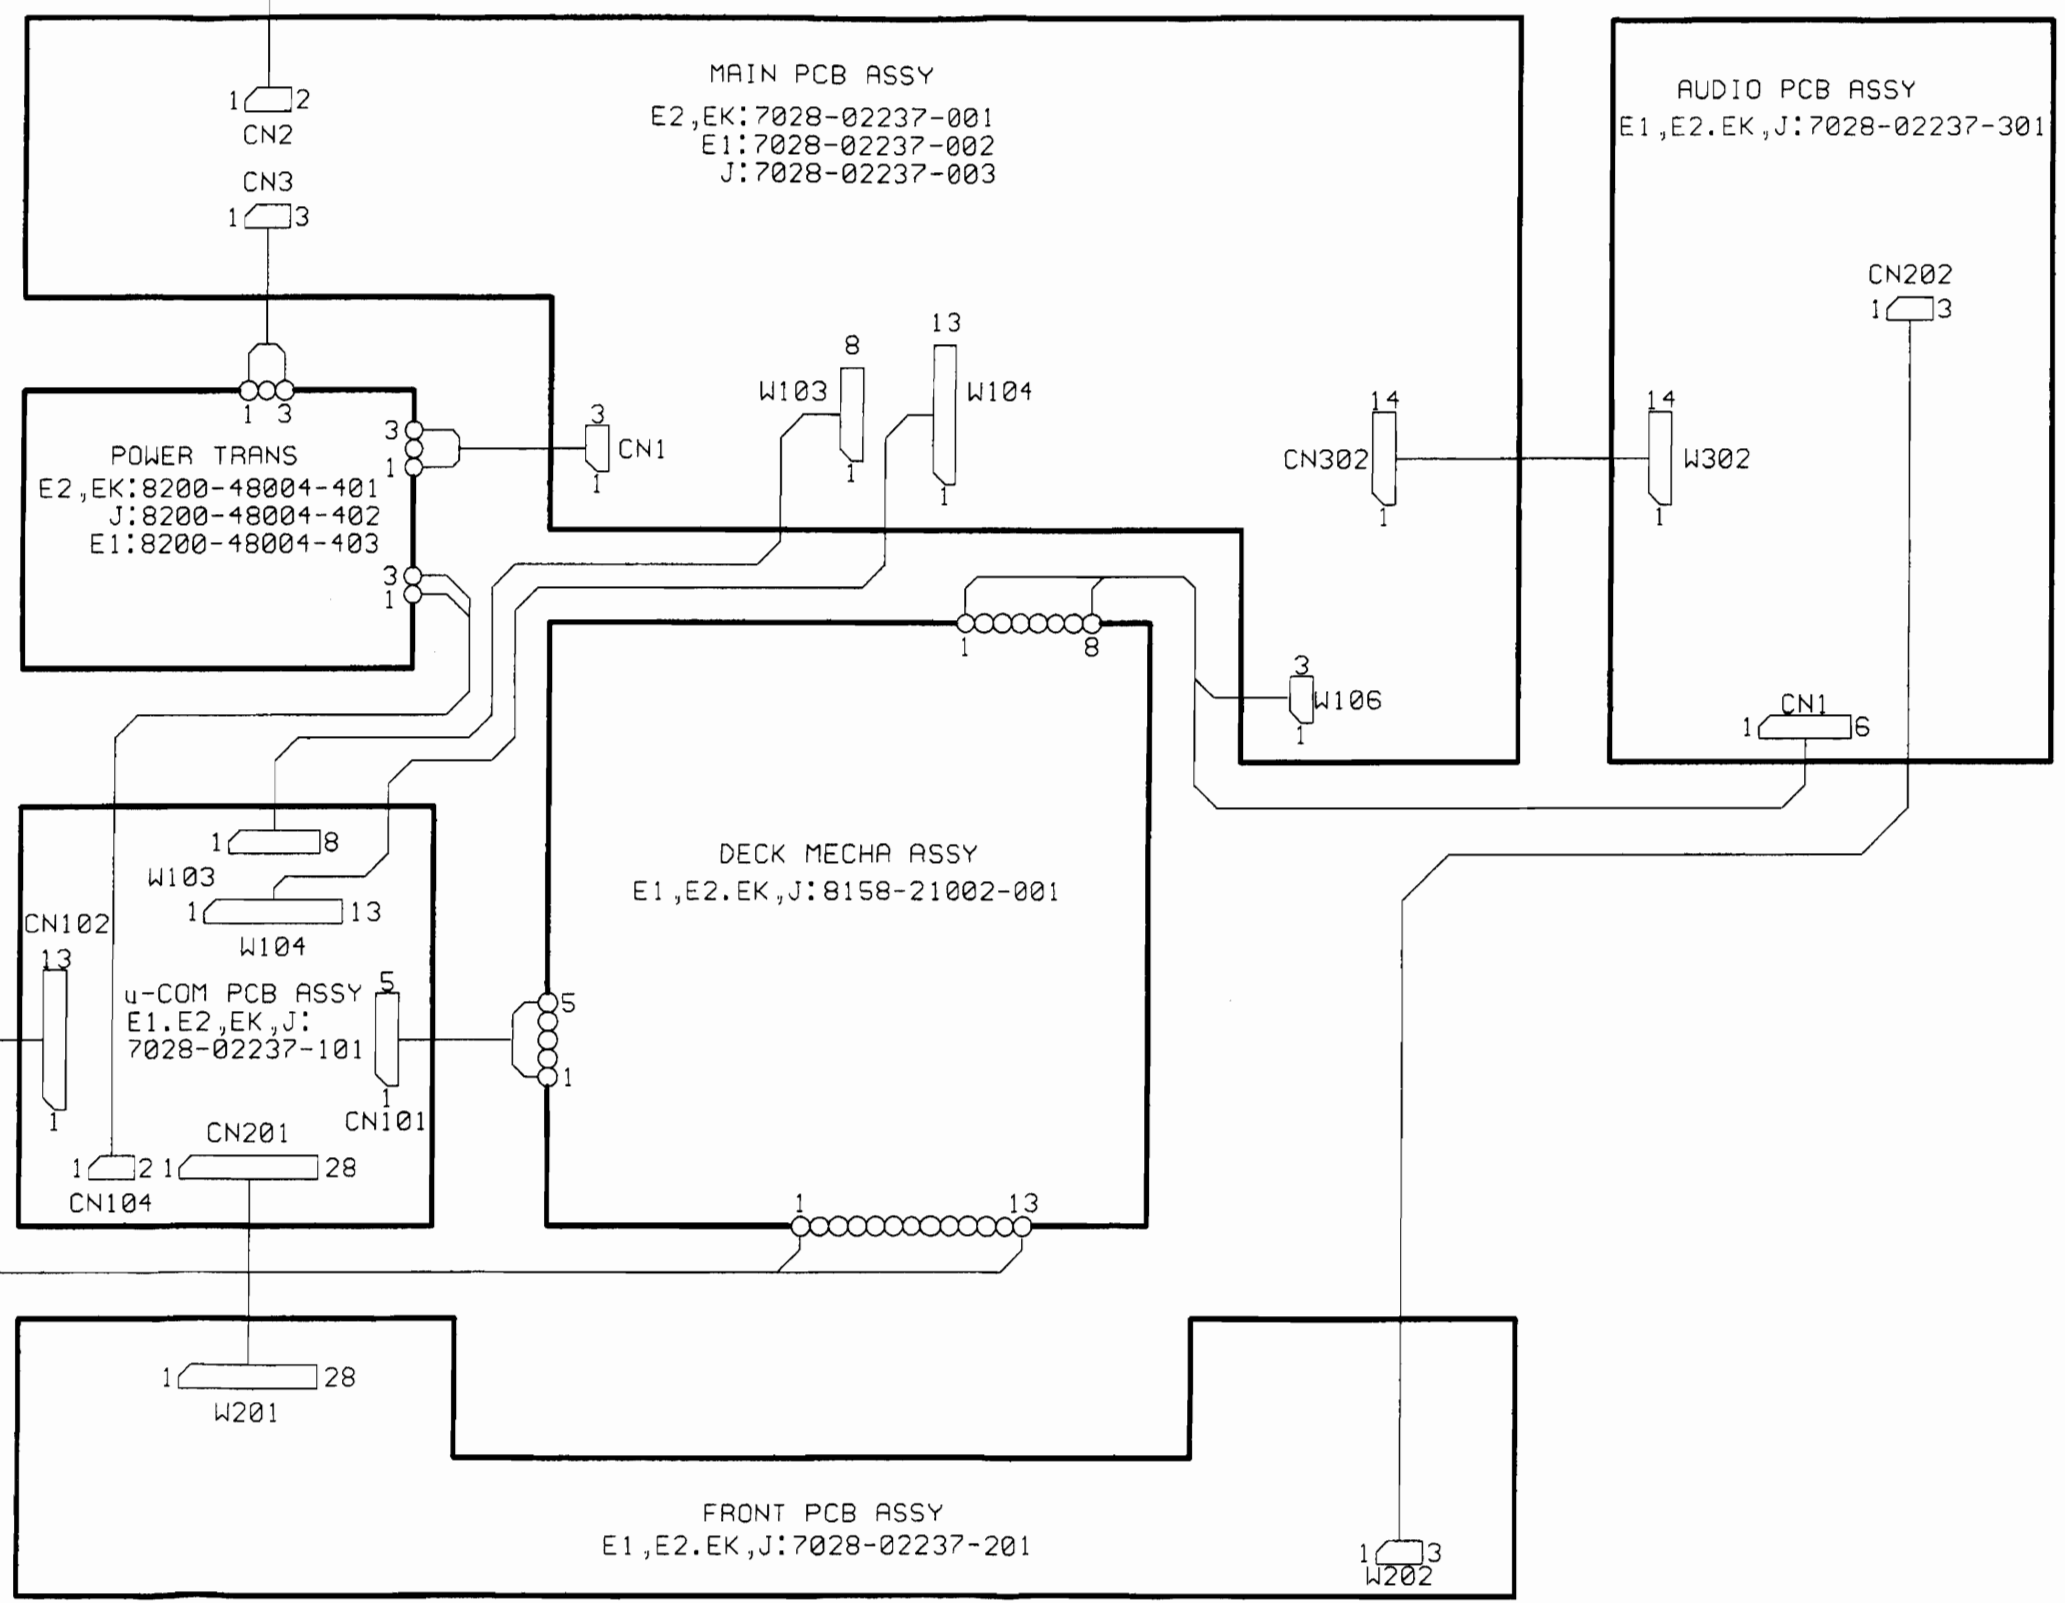 MAIN PCB ASSY
E2,EK:7028-02237-001
E1:7028-02237-002
J:7028-02237-003
1 2
CN2
CN3
1 3
AUDIO PCB ASSY
E1,E2.EK,J:7028-02237-301
CN202
1 3
1 3
POWER TRANS
E2,EK:8200-48004-401
J:8200-48004-402
E1:8200-48004-403
3
1
3
1
3
CN1
1
8
W103
1
13
W104
1
14
CN302
1
14
W302
1
1 8
3
W106
1
CN1
1 6
1 8
W103
1 13
W104
CN102
13
1
u-COM PCB ASSY
E1.E2,EK,J:
7028-02237-101
5
1
CN101
CN201
1 2
1 28
CN104
DECK MECHA ASSY
E1,E2.EK,J:8158-21002-001
5
1
1 13
1 28
W201
FRONT PCB ASSY
E1,E2.EK,J:7028-02237-201
1 3
W202